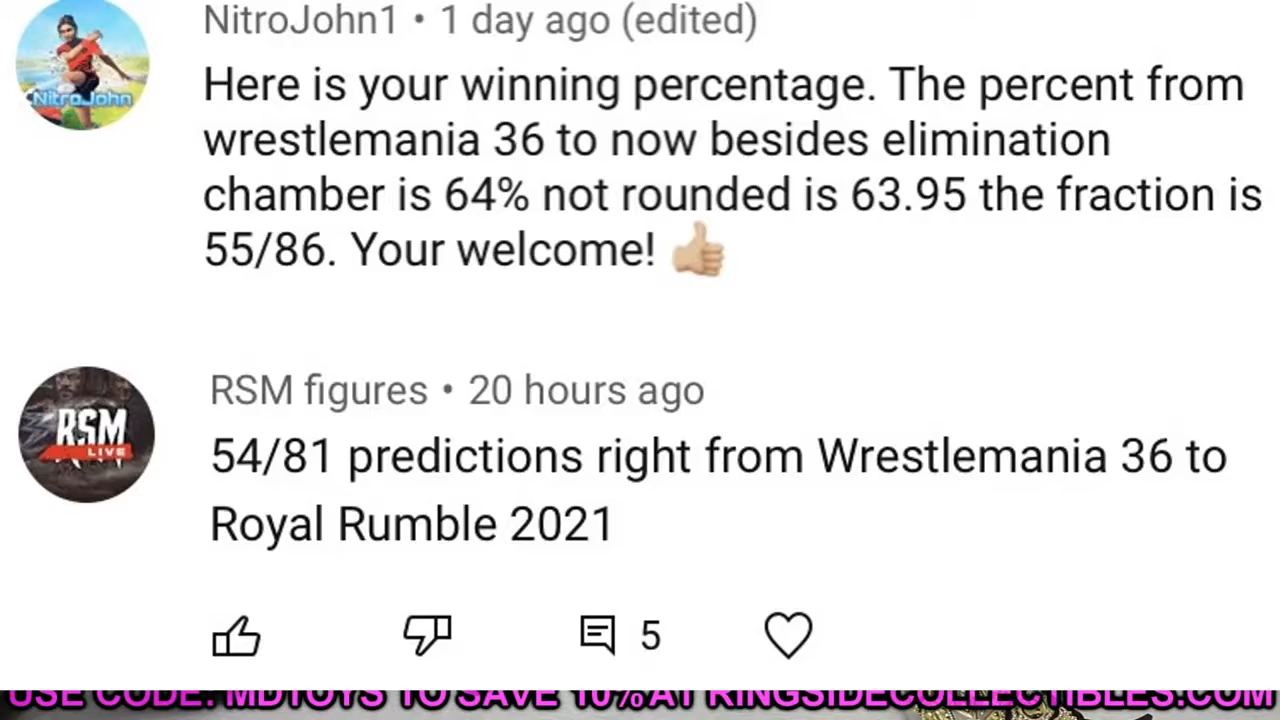 NitroJohn1 • 1 day ago (edited)
NitroJohn
Here is your winning percentage. The percent from
wrestlemania 36 to now besides elimination
chamber is 64% not rounded is 63.95 the fraction is
55/86. Your welcome! 👍🏼
RSM figures • 20 hours ago
RSM
LIVE
54/81 predictions right from Wrestlemania 36 to
Royal Rumble 2021
5
USE CODE: MDTOYS TO SAVE 10% AT RINGSIDECOLLECTIBLES.COM